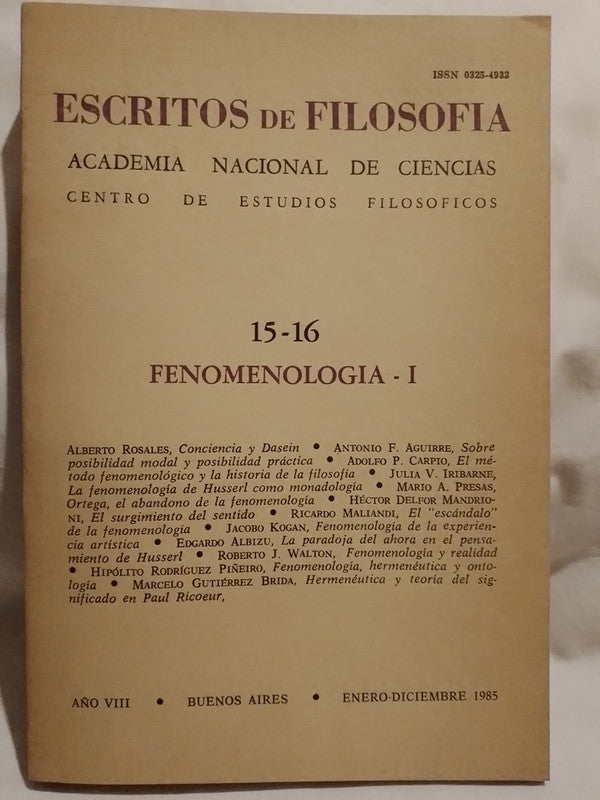 ISSN 0325-4933
ESCRITOS DE FILOSOFIA
ACADEMIA NACIONAL DE CIENCIAS
CENTRO DE ESTUDIOS FILOSOFICOS
15-16
FENOMENOLOGIA - I
ALBERTO ROSALES, Conciencia y Dasein • ANTONIO F. AGUIRRE, Sobre
posibilidad modal y posibilidad práctica • ADOLFO P. CARPIO, El mé-
todo fenomenológico y la historia de la filosofía • JULIA V. IRIBARNE,
La fenomenología de Husserl como monadología • MARIO A. PRESAS,
Ortega, el abandono de la fenomenología • HÉCTOR DELFOR MANDRIO-
NI, El surgimiento del sentido • RICARDO MALIANDI, El "escándalo"
de la fenomenología • JACOBO KOGAN, Fenomenología de la experien-
cia artística • EDGARDO ALBIZU, La paradoja del ahora en el pensa-
miento de Husserl • ROBERTO J. WALTON, Fenomenología y realidad
• HIPÓLITO RODRÍGUEZ PIÑEIRO, Fenomenología, hermenéutica y onto-
logía • MARCELO GUTIÉRREZ BRIDA, Hermenéutica y teoría del sig-
nificado en Paul Ricoeur,
AÑO VIII • BUENOS AIRES • ENERO-DICIEMBRE 1985